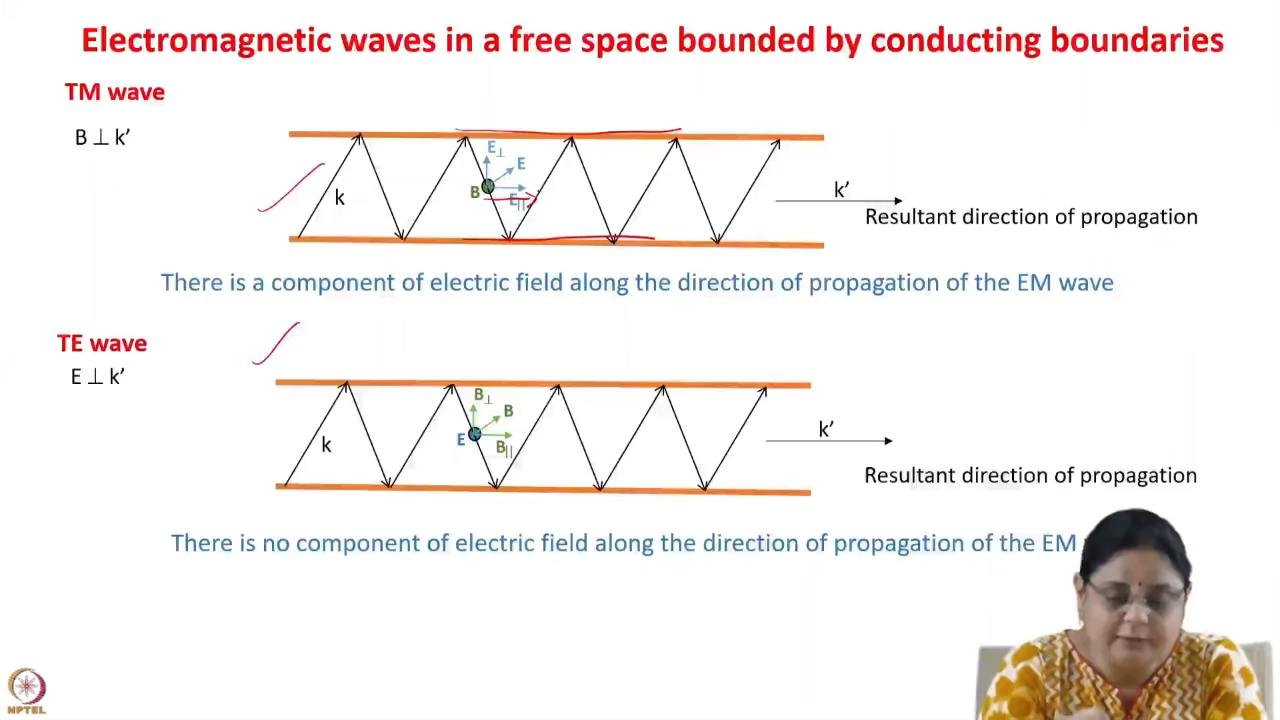 Electromagnetic waves in a free space bounded by conducting boundaries
TM wave
B ⊥ k’
E⊥
E
B
E||
k
k’
Resultant direction of propagation
There is a component of electric field along the direction of propagation of the EM wave
TE wave
E ⊥ k’
B⊥
B
E
B||
k
k’
Resultant direction of propagation
There is no component of electric field along the direction of propagation of the EM
NPTEL